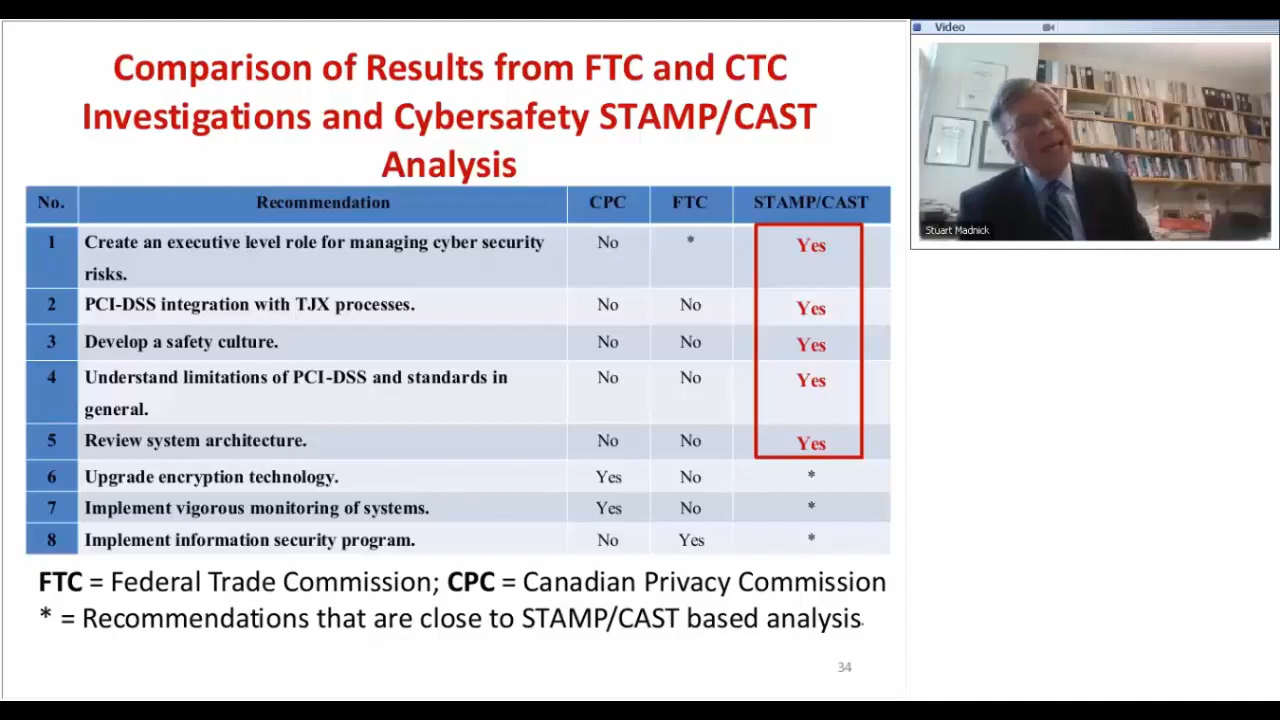 Comparison of Results from FTC and CTC
Investigations and Cybersafety STAMP/CAST
Analysis
No. Recommendation CPC FTC STAMP/CAST
1 Create an executive level role for managing cyber security risks. No * Yes
2 PCI-DSS integration with TJX processes. No No Yes
3 Develop a safety culture. No No Yes
4 Understand limitations of PCI-DSS and standards in general. No No Yes
5 Review system architecture. No No Yes
6 Upgrade encryption technology. Yes No *
7 Implement vigorous monitoring of systems. Yes No *
8 Implement information security program. No Yes *
FTC = Federal Trade Commission; CPC = Canadian Privacy Commission
* = Recommendations that are close to STAMP/CAST based analysis.
34
Video
Stuart Madnick